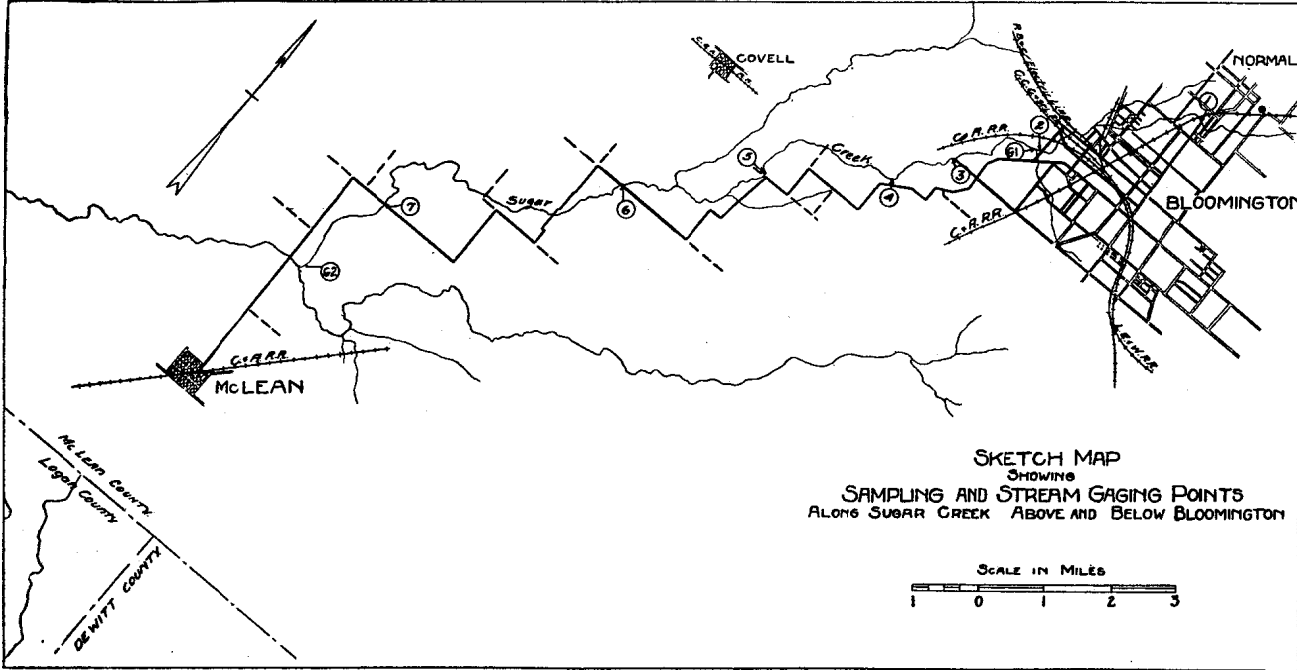 N
C. & A.
R.R.
COVELL
NORMAL
1
2
G1
C & A. R.R.
3
4
Creek
5
6
Sugar
7
G2
BLOOMINGTON
C & A. R.R.
L.E. & W. R.R.
C & A. R.R.
MCLEAN
MCLEAN COUNTY
LOGAN COUNTY
DEWITT COUNTY
SKETCH MAP
SHOWING
SAMPLING AND STREAM GAGING POINTS
ALONG SUGAR CREEK ABOVE AND BELOW BLOOMINGTON
SCALE IN MILES
1 0 1 2 3